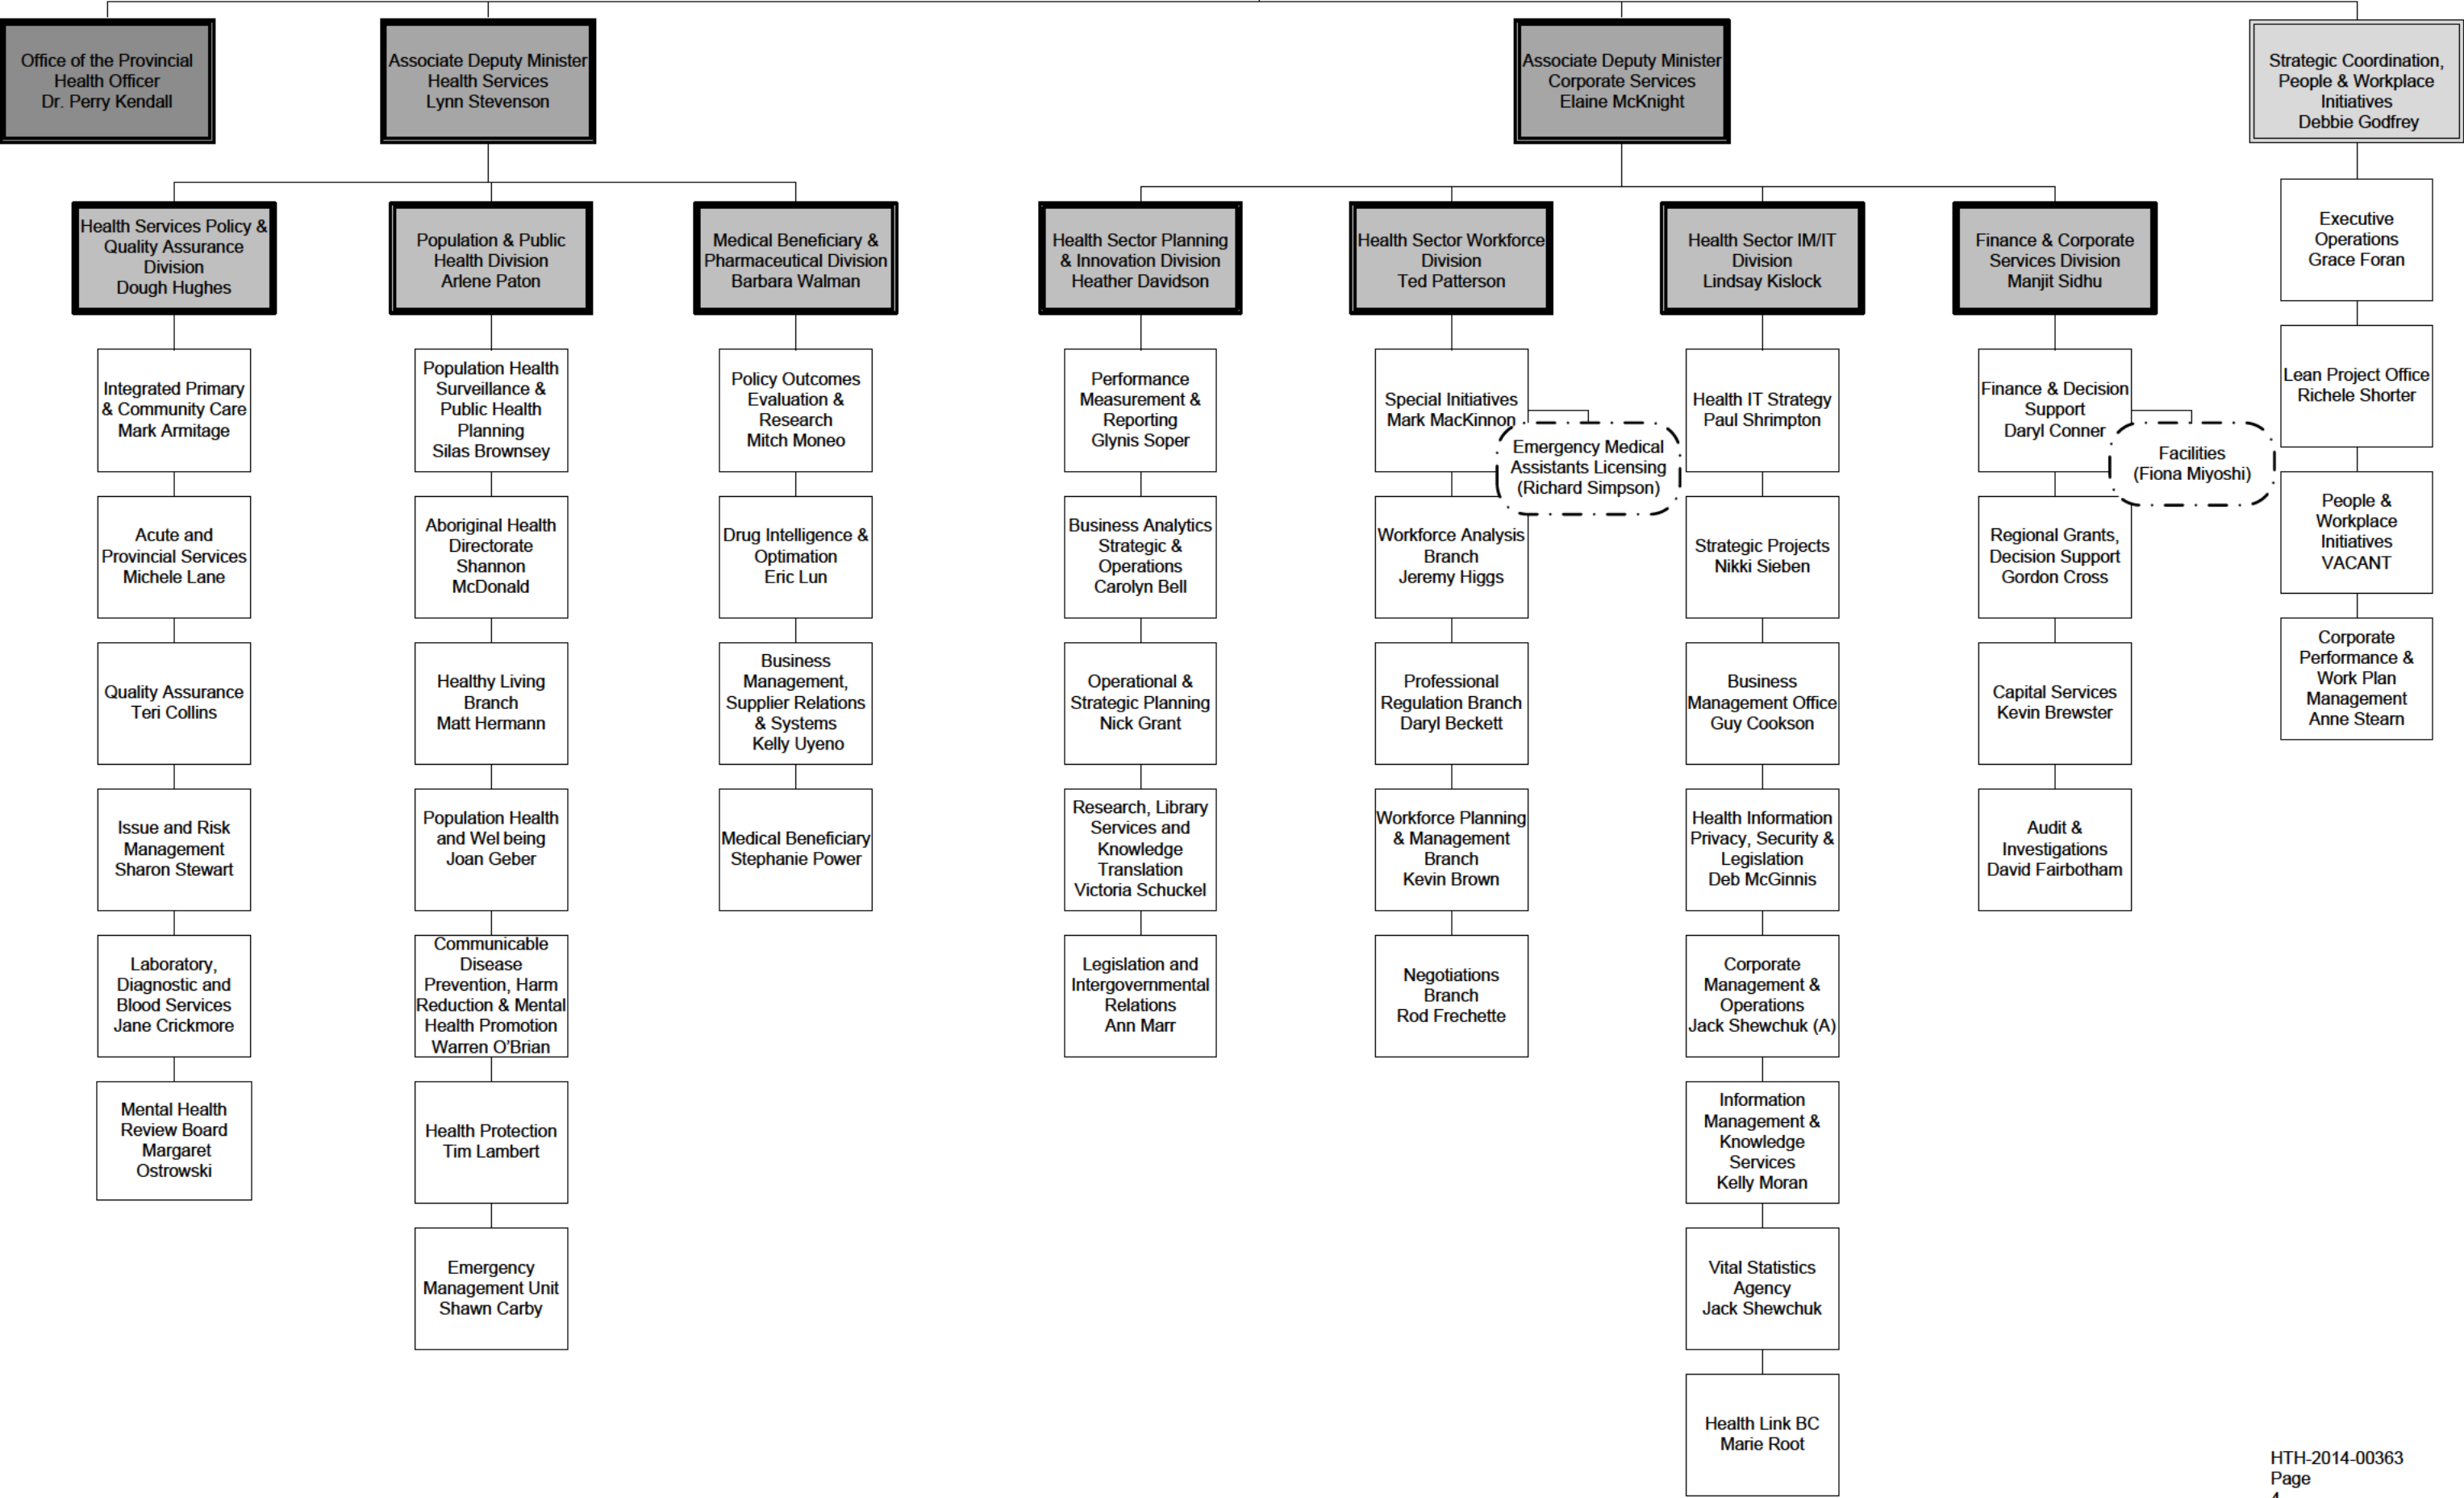 Office of the Provincial
Health Officer
Dr. Perry Kendall
Associate Deputy Minister
Health Services
Lynn Stevenson
Associate Deputy Minister
Corporate Services
Elaine McKnight
Strategic Coordination,
People & Workplace
Initiatives
Debbie Godfrey
Health Services Policy &
Quality Assurance
Division
Dough Hughes
Population & Public
Health Division
Arlene Paton
Medical Beneficiary &
Pharmaceutical Division
Barbara Walman
Health Sector Planning
& Innovation Division
Heather Davidson
Health Sector Workforce
Division
Ted Patterson
Health Sector IM/IT
Division
Lindsay Kislock
Finance & Corporate
Services Division
Manjit Sidhu
Executive
Operations
Grace Foran
Integrated Primary
& Community Care
Mark Armitage
Population Health
Surveillance &
Public Health
Planning
Silas Brownsey
Policy Outcomes
Evaluation &
Research
Mitch Moneo
Performance
Measurement &
Reporting
Glynis Soper
Special Initiatives
Mark MacKinnon
Emergency Medical
Assistants Licensing
(Richard Simpson)
Health IT Strategy
Paul Shrimpton
Finance & Decision
Support
Daryl Conner
Facilities
(Fiona Miyoshi)
Lean Project Office
Richele Shorter
Acute and
Provincial Services
Michele Lane
Aboriginal Health
Directorate
Shannon
McDonald
Drug Intelligence &
Optimation
Eric Lun
Business Analytics
Strategic &
Operations
Carolyn Bell
Workforce Analysis
Branch
Jeremy Higgs
Strategic Projects
Nikki Sieben
Regional Grants,
Decision Support
Gordon Cross
People &
Workplace
Initiatives
VACANT
Quality Assurance
Teri Collins
Healthy Living
Branch
Matt Hermann
Business
Management,
Supplier Relations
& Systems
Kelly Uyeno
Operational &
Strategic Planning
Nick Grant
Professional
Regulation Branch
Daryl Beckett
Business
Management Office
Guy Cookson
Capital Services
Kevin Brewster
Corporate
Performance &
Work Plan
Management
Anne Stearn
Issue and Risk
Management
Sharon Stewart
Population Health
and Wel being
Joan Geber
Medical Beneficiary
Stephanie Power
Research, Library
Services and
Knowledge
Translation
Victoria Schuckel
Workforce Planning
& Management
Branch
Kevin Brown
Health Information
Privacy, Security &
Legislation
Deb McGinnis
Audit &
Investigations
David Fairbotham
Laboratory,
Diagnostic and
Blood Services
Jane Crickmore
Communicable
Disease
Prevention, Harm
Reduction & Mental
Health Promotion
Warren O'Brian
Legislation and
Intergovernmental
Relations
Ann Marr
Negotiations
Branch
Rod Frechette
Corporate
Management &
Operations
Jack Shewchuk (A)
Mental Health
Review Board
Margaret
Ostrowski
Health Protection
Tim Lambert
Information
Management &
Knowledge
Services
Kelly Moran
Emergency
Management Unit
Shawn Carby
Vital Statistics
Agency
Jack Shewchuk
Health Link BC
Marie Root
HTH-2014-00363
Page